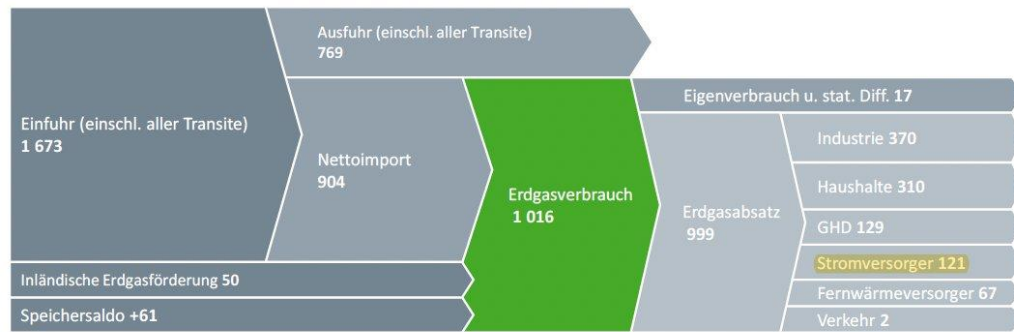 Ausfuhr (einschl. aller Transite)
769
Einfuhr (einschl. aller Transite)
1 673
Nettoimport
904
Inländische Erdgasförderung 50
Speichersaldo +61
Erdgasverbrauch
1 016
Eigenverbrauch u. stat. Diff. 17
Erdgasabsatz
999
Industrie 370
Haushalte 310
GHD 129
Stromversorger 121
Fernwärmeversorger 67
Verkehr 2